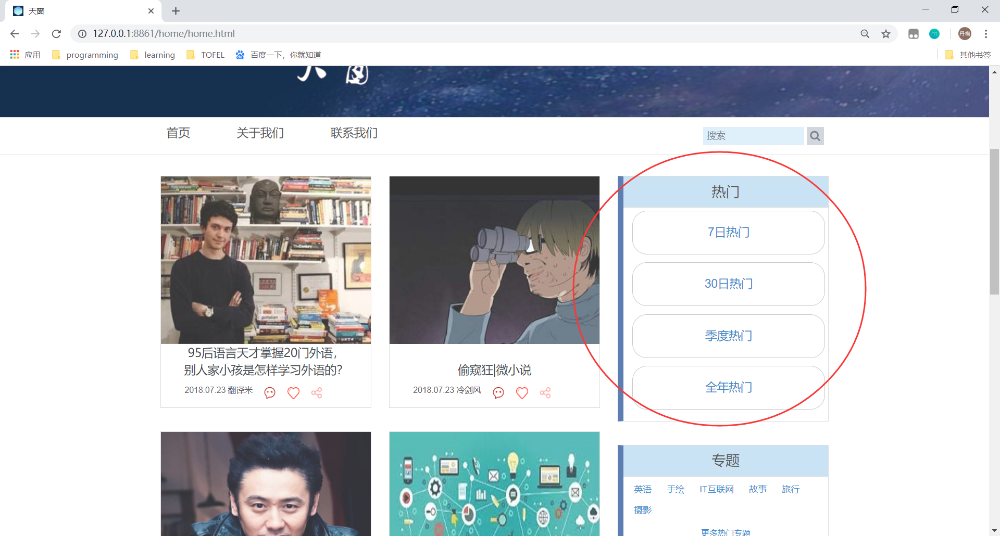 天窗
127.0.0.1:8861/home/home.html
丹梅
应用 programming learning TOFEL 百度一下，你就知道 其他书签
天窗
首页 关于我们 联系我们 搜索
热门
7日热门
30日热门
季度热门
全年热门
95后语言天才掌握20门外语，
别人家小孩是怎样学习外语的？
2018.07.23 翻译米
偷窥狂|微小说
2018.07.23 冷剑风
专题
英语 手绘 IT互联网 故事 旅行
摄影
更多热门专题